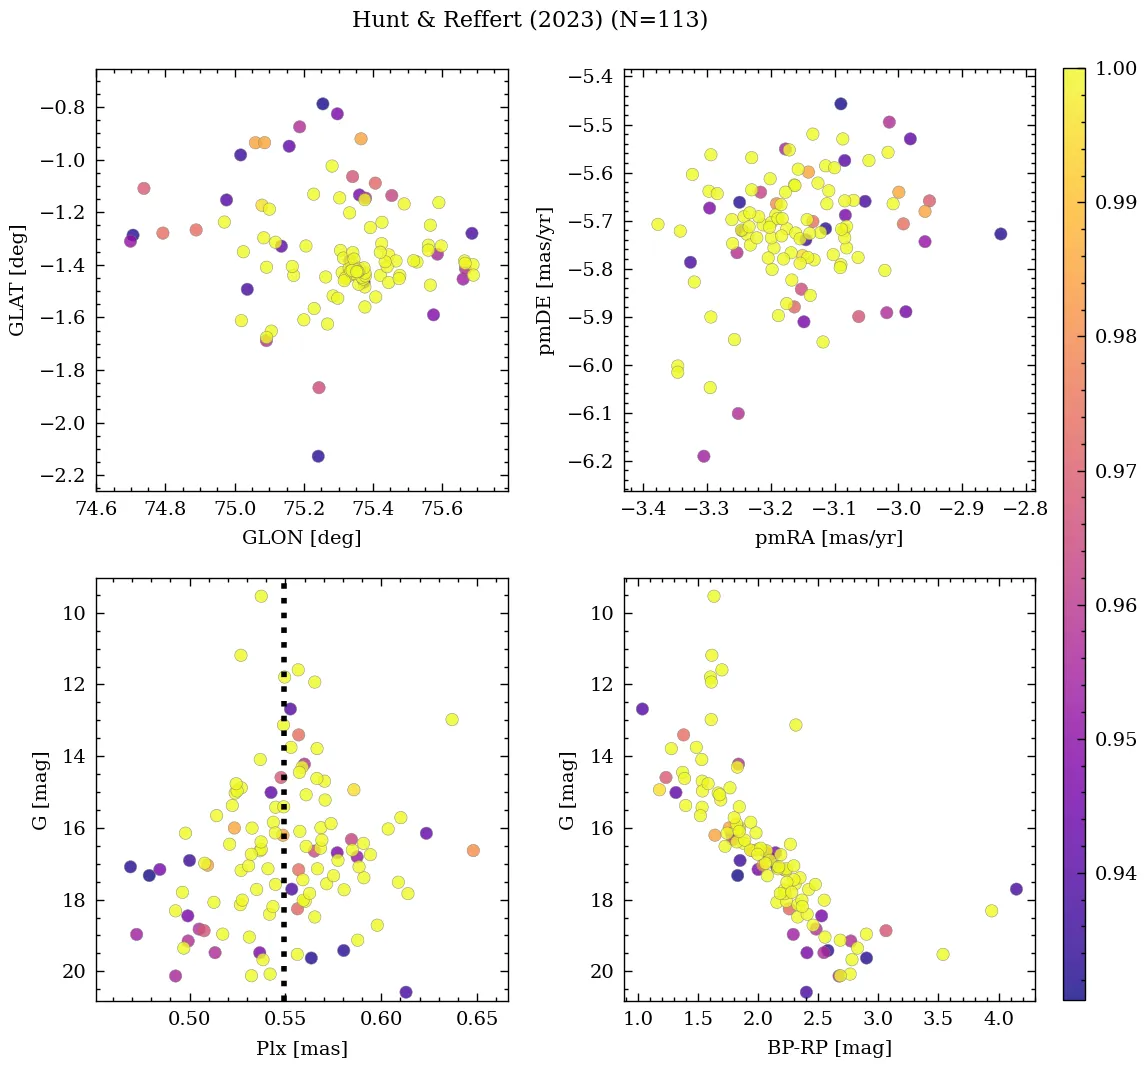 Hunt & Reffert (2023) (N=113)
−0.8
−1.0
−1.2
−1.4
−1.6
−1.8
−2.0
−2.2
GLAT [deg]
74.6 74.8 75.0 75.2 75.4 75.6
GLON [deg]
−5.4
−5.5
−5.6
−5.7
−5.8
−5.9
−6.0
−6.1
−6.2
pmDE [mas/yr]
−3.4 −3.3 −3.2 −3.1 −3.0 −2.9 −2.8
pmRA [mas/yr]
10
12
14
16
18
20
G [mag]
0.50 0.55 0.60 0.65
Plx [mas]
10
12
14
16
18
20
G [mag]
1.0 1.5 2.0 2.5 3.0 3.5 4.0
BP-RP [mag]
1.00
0.99
0.98
0.97
0.96
0.95
0.94